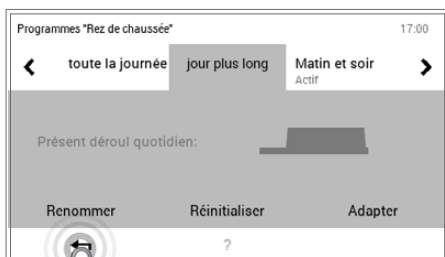 Programmes "Rez de chaussée" 17:00
toute la journée jour plus long Matin et soir
Actif
Présent déroul quotidien:
Renommer Réinitialiser Adapter
?